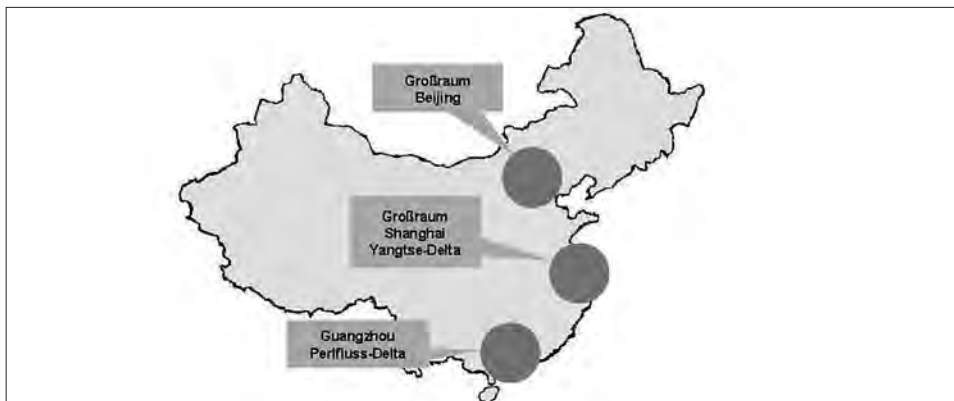 Großraum
Beijing
Großraum
Shanghai
Yangtse-Delta
Guangzhou
Perlfluss-Delta